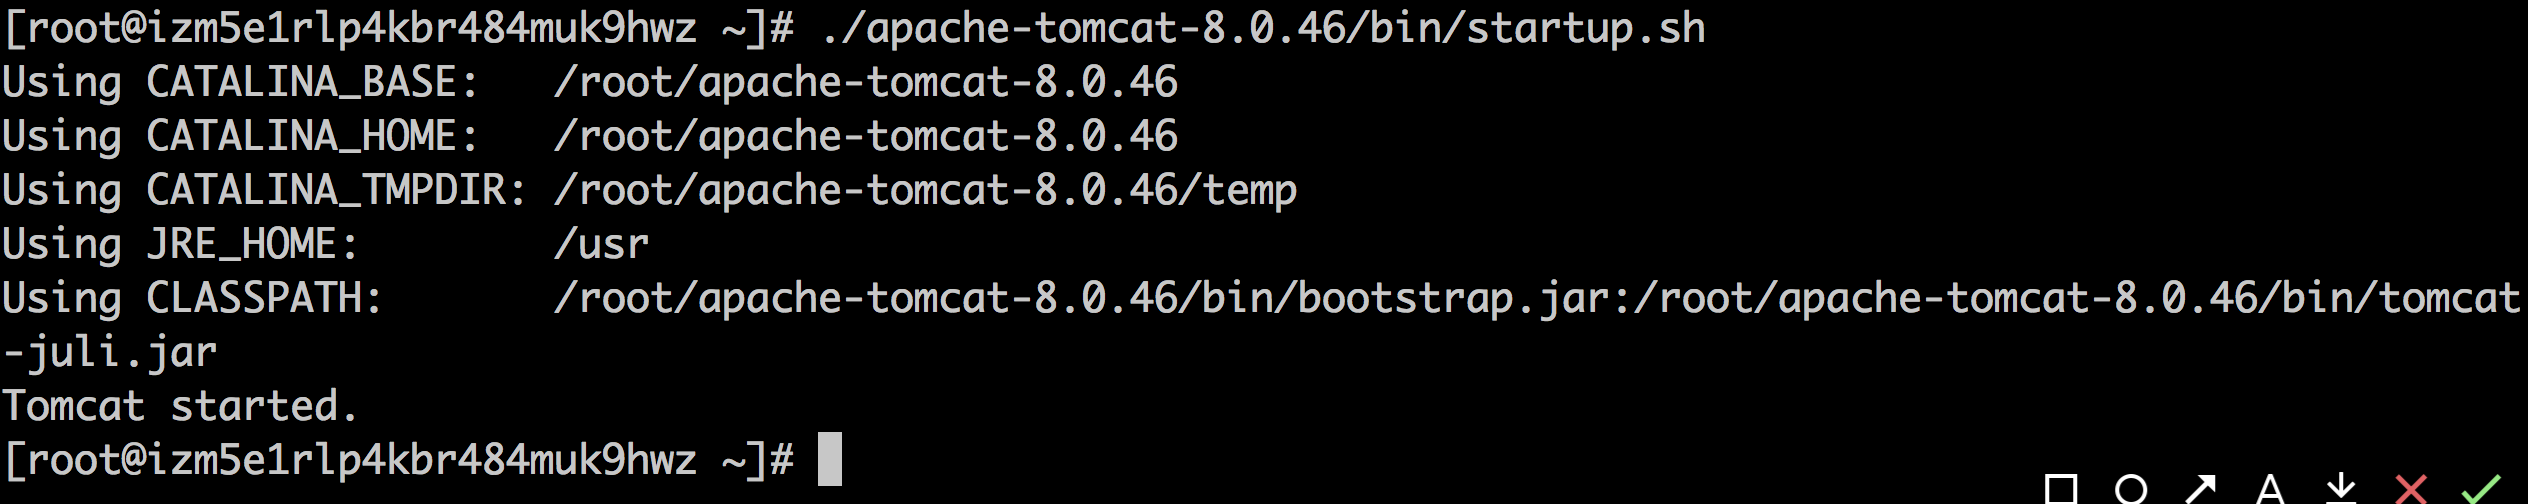 [root@izm5e1rlp4kbr484muk9hwz ~]# ./apache-tomcat-8.0.46/bin/startup.sh
Using CATALINA_BASE:   /root/apache-tomcat-8.0.46
Using CATALINA_HOME:   /root/apache-tomcat-8.0.46
Using CATALINA_TMPDIR: /root/apache-tomcat-8.0.46/temp
Using JRE_HOME:        /usr
Using CLASSPATH:       /root/apache-tomcat-8.0.46/bin/bootstrap.jar:/root/apache-tomcat-8.0.46/bin/tomcat
-juli.jar
Tomcat started.
[root@izm5e1rlp4kbr484muk9hwz ~]#
A